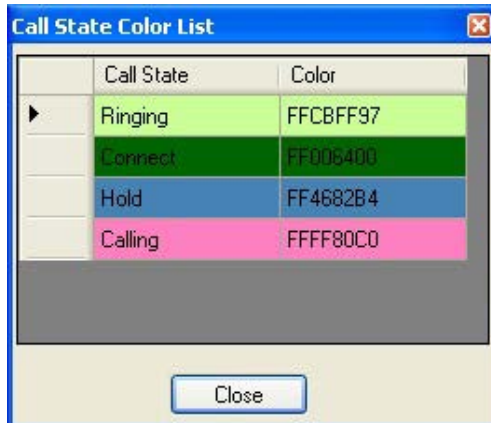 Call State Color List
Call State Color
Ringing FFCBFF97
Connect FF006400
Hold FF4682B4
Calling FFFF80C0
Close